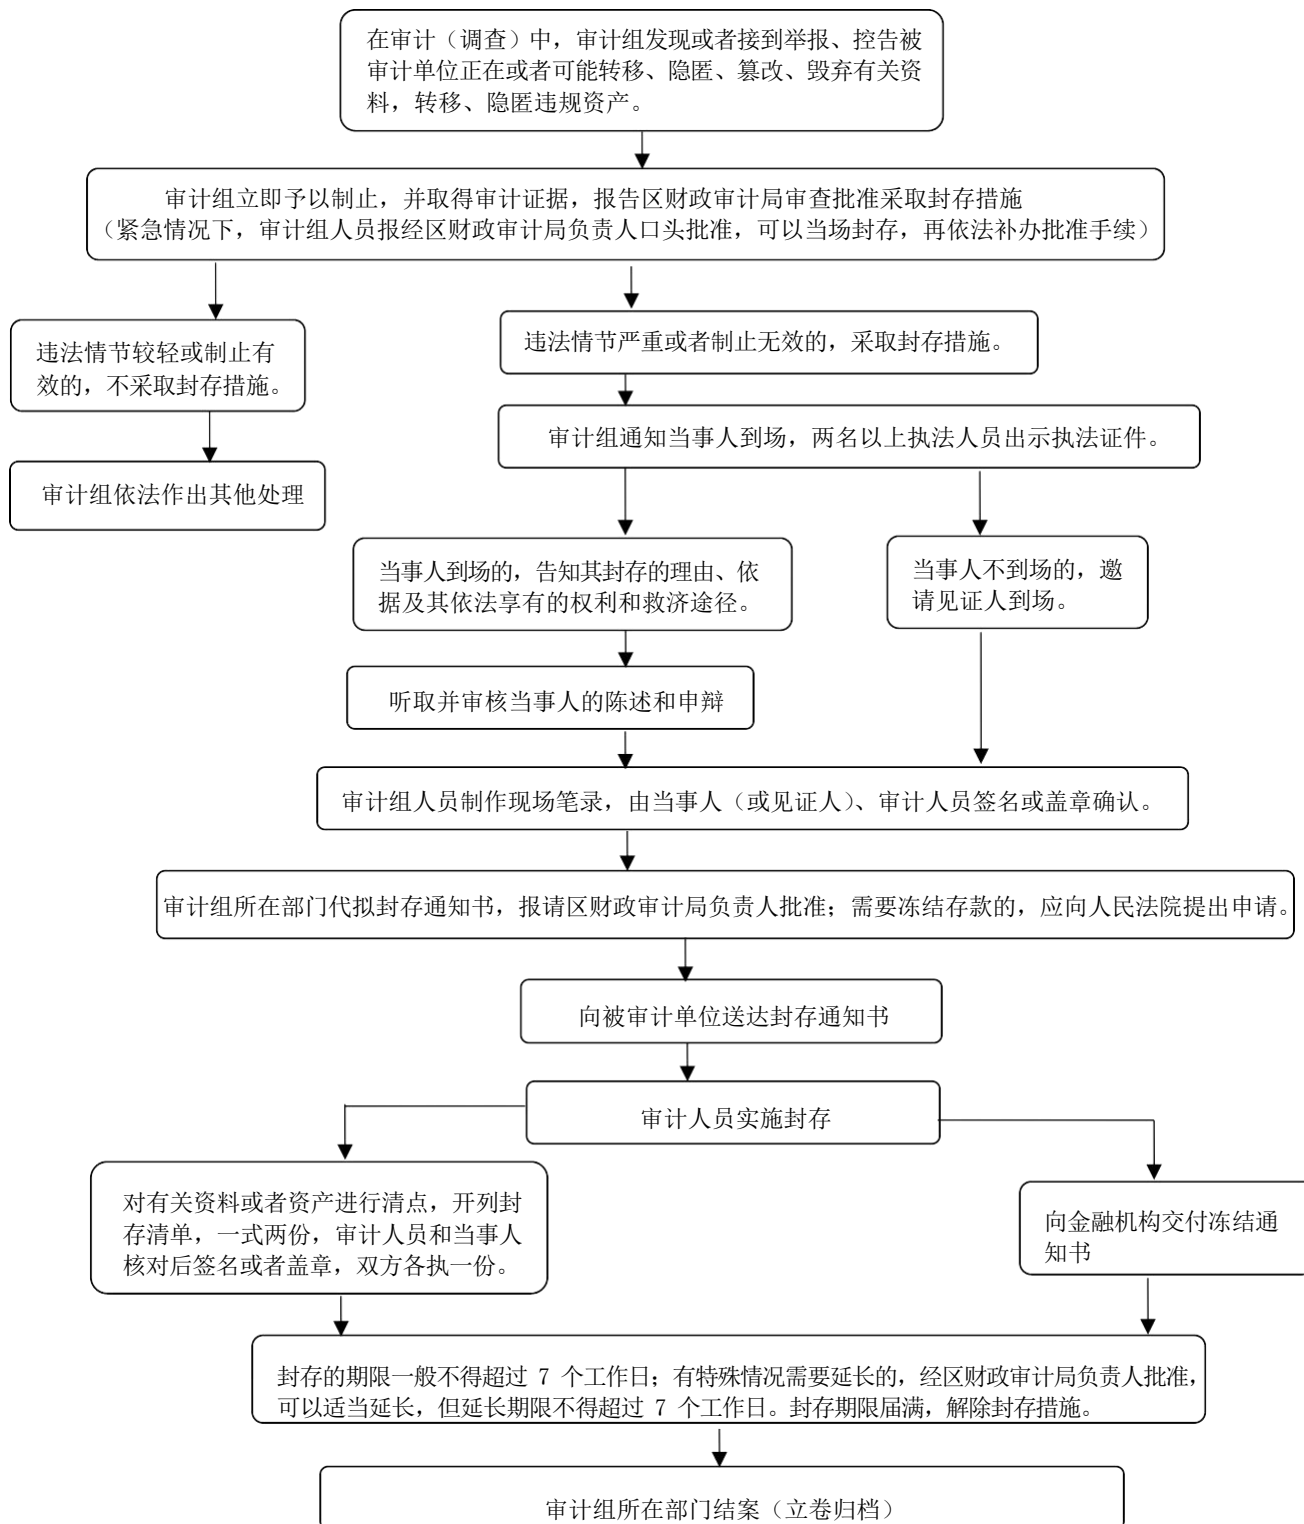 在审计（调查）中，审计组发现或者接到举报、控告被
审计单位正在或者可能转移、隐匿、篡改、毁弃有关资
料，转移、隐匿违规资产。
审计组立即予以制止，并取得审计证据，报告区财政审计局审查批准采取封存措施
（紧急情况下，审计组人员报经区财政审计局负责人口头批准，可以当场封存，再依法补办批准手续）
违法情节较轻或制止有
效的，不采取封存措施。
违法情节严重或者制止无效的，采取封存措施。
审计组通知当事人到场，两名以上执法人员出示执法证件。
审计组依法作出其他处理
当事人到场的，告知其封存的理由、依
据及其依法享有的权利和救济途径。
当事人不到场的，邀
请见证人到场。
听取并审核当事人的陈述和申辩
审计组人员制作现场笔录，由当事人（或见证人）、审计人员签名或盖章确认。
审计组所在部门代拟封存通知书，报请区财政审计局负责人批准；需要冻结存款的，应向人民法院提出申请。
向被审计单位送达封存通知书
审计人员实施封存
对有关资料或者资产进行清点，开列封
存清单，一式两份，审计人员和当事人
核对后签名或者盖章，双方各执一份。
向金融机构交付冻结通
知书
封存的期限一般不得超过 7 个工作日；有特殊情况需要延长的，经区财政审计局负责人批准，
可以适当延长，但延长期限不得超过 7 个工作日。封存期限届满，解除封存措施。
审计组所在部门结案（立卷归档）